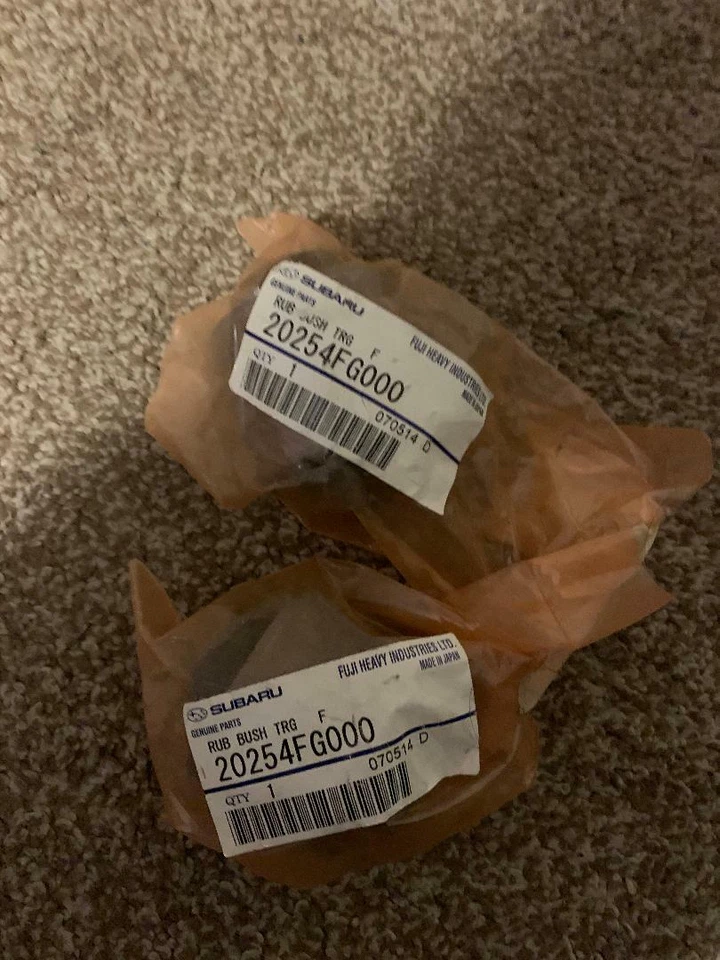 SUBARU
GENUINE PARTS
FUJI HEAVY INDUSTRIES LTD.
MADE IN JAPAN
RUB BUSH TRG F
20254FG000
QTY 1
070514 D
SUBARU
GENUINE PARTS
FUJI HEAVY INDUSTRIES LTD.
MADE IN JAPAN
RUB BUSH TRG F
20254FG000
QTY 1
070514 D